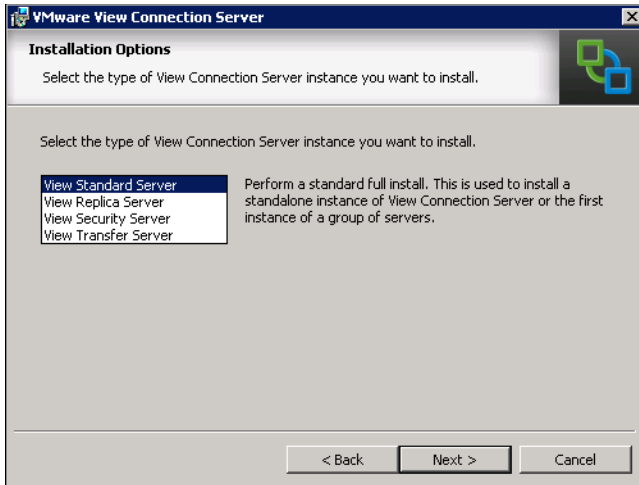 VMware View Connection Server
Installation Options
Select the type of View Connection Server instance you want to install.
Select the type of View Connection Server instance you want to install.
View Standard Server
View Replica Server
View Security Server
View Transfer Server
Perform a standard full install. This is used to install a
standalone instance of View Connection Server or the first
instance of a group of servers.
< Back
Next >
Cancel